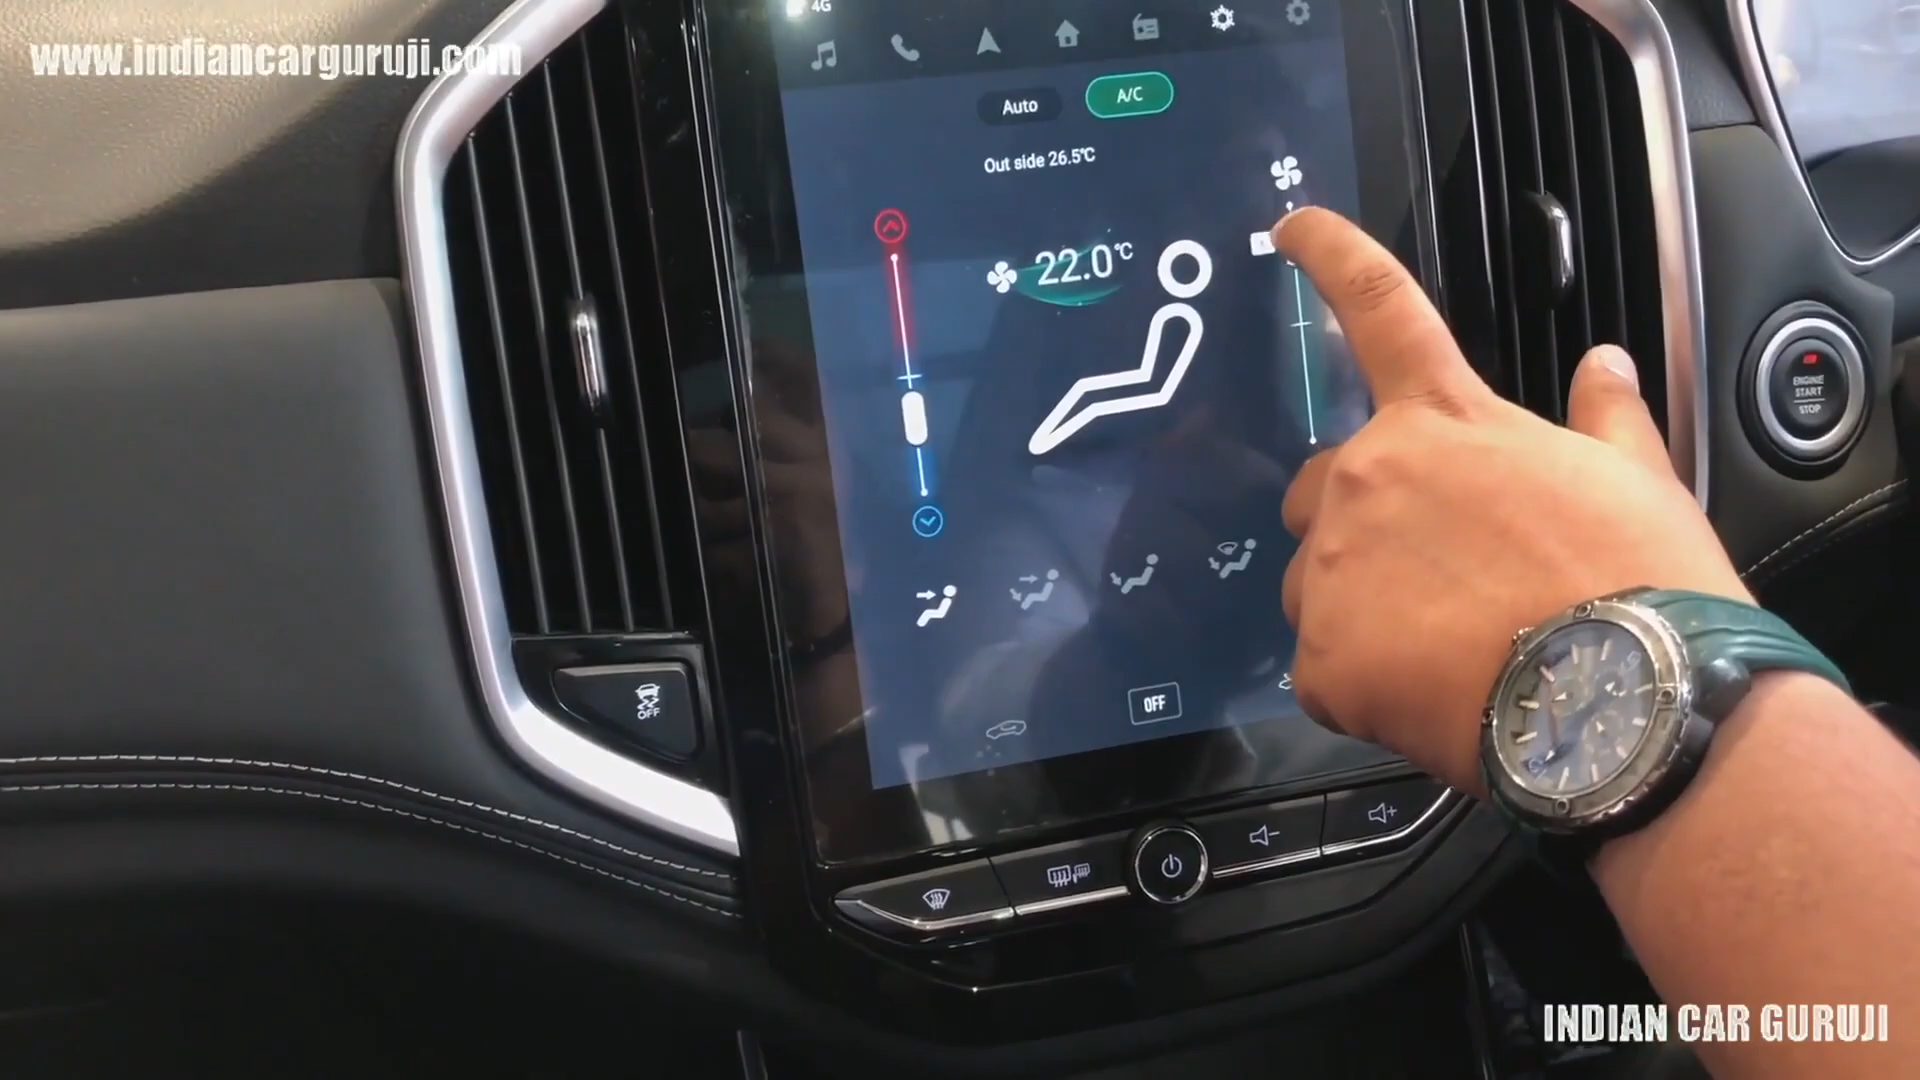 4G
www.indiancarguruji.com
Auto
A/C
Out side 26.5℃
22.0℃
ENGINE
START
STOP
OFF
OFF
INDIAN CAR GURUJI